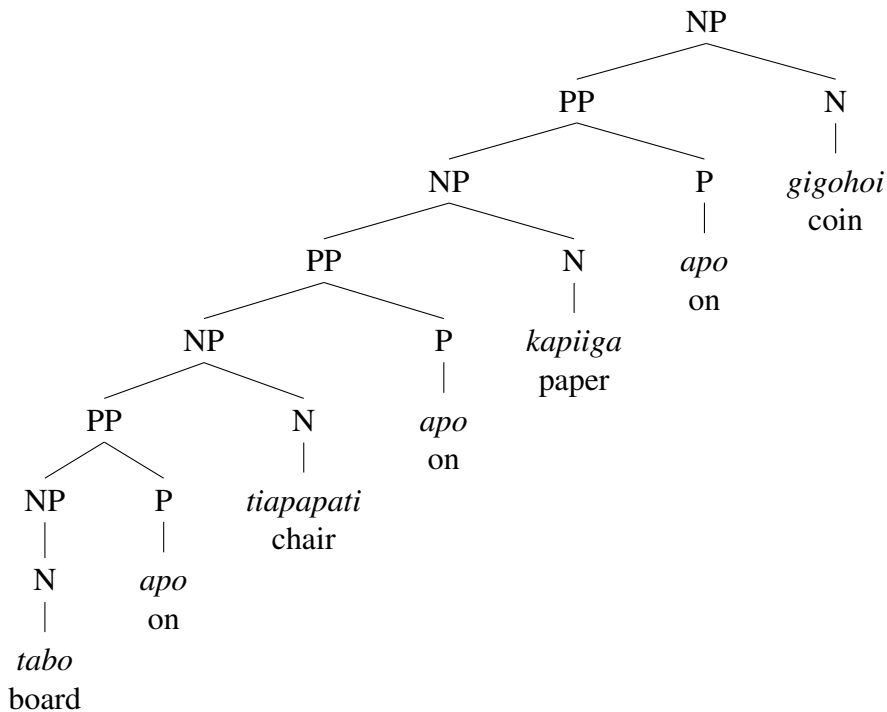 NP
PP N
NP P gigohoi
coin
PP N apo
on
NP P kapiiga
paper
PP N apo
on
NP P tiapapati
chair
N apo
on
tabo
board